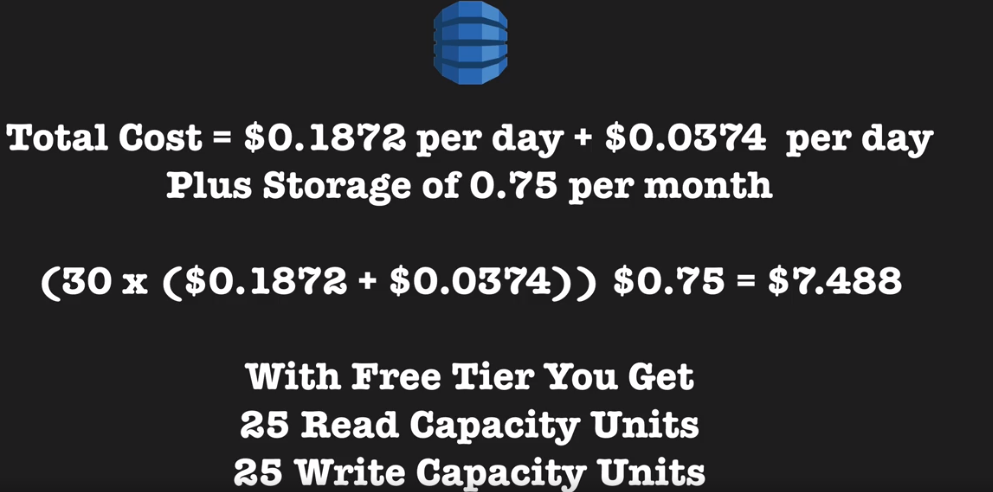 Total Cost = $0.1872 per day + $0.0374 per day
Plus Storage of 0.75 per month
(30 x ($0.1872 + $0.0374)) $0.75 = $7.488
With Free Tier You Get
25 Read Capacity Units
25 Write Capacity Units